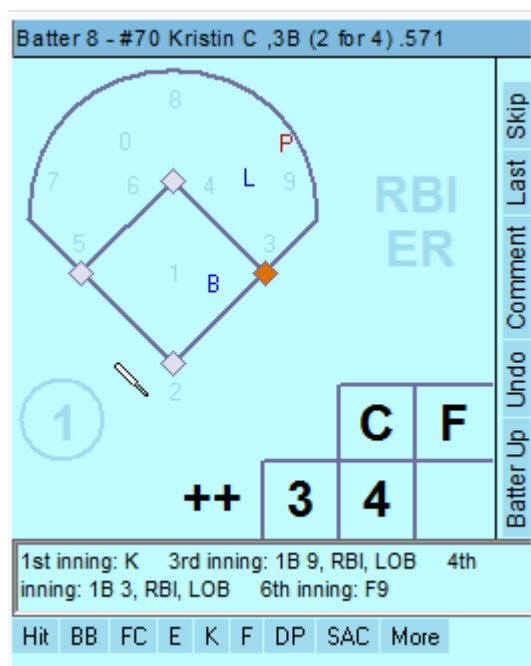 Batter 8 - #70 Kristin C ,3B (2 for 4) .571
8
P
0
7
6
4
L
9
RBI
ER
5
3
1
B
2
1
C F
++ 3 4
Skip
Last
Comment
Undo
Batter Up
1st inning: K 3rd inning: 1B 9, RBI, LOB 4th
inning: 1B 3, RBI, LOB 6th inning: F9
Hit BB FC E K F DP SAC More